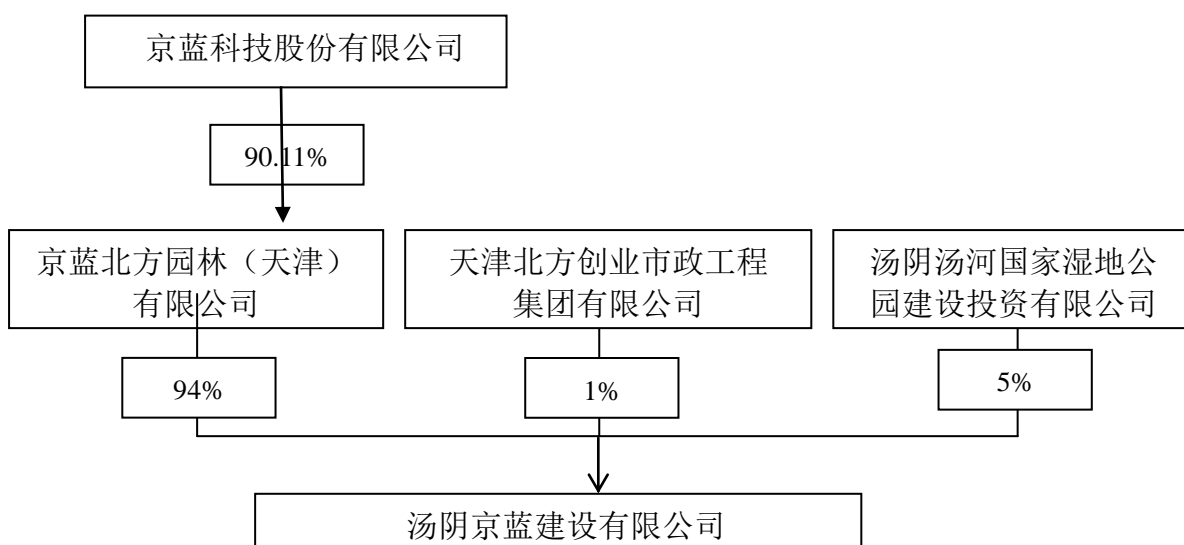 京蓝科技股份有限公司
90.11%
京蓝北方园林（天津）
有限公司
天津北方创业市政工程
集团有限公司
汤阴汤河国家湿地公
园建设投资有限公司
94%
1%
5%
汤阴京蓝建设有限公司